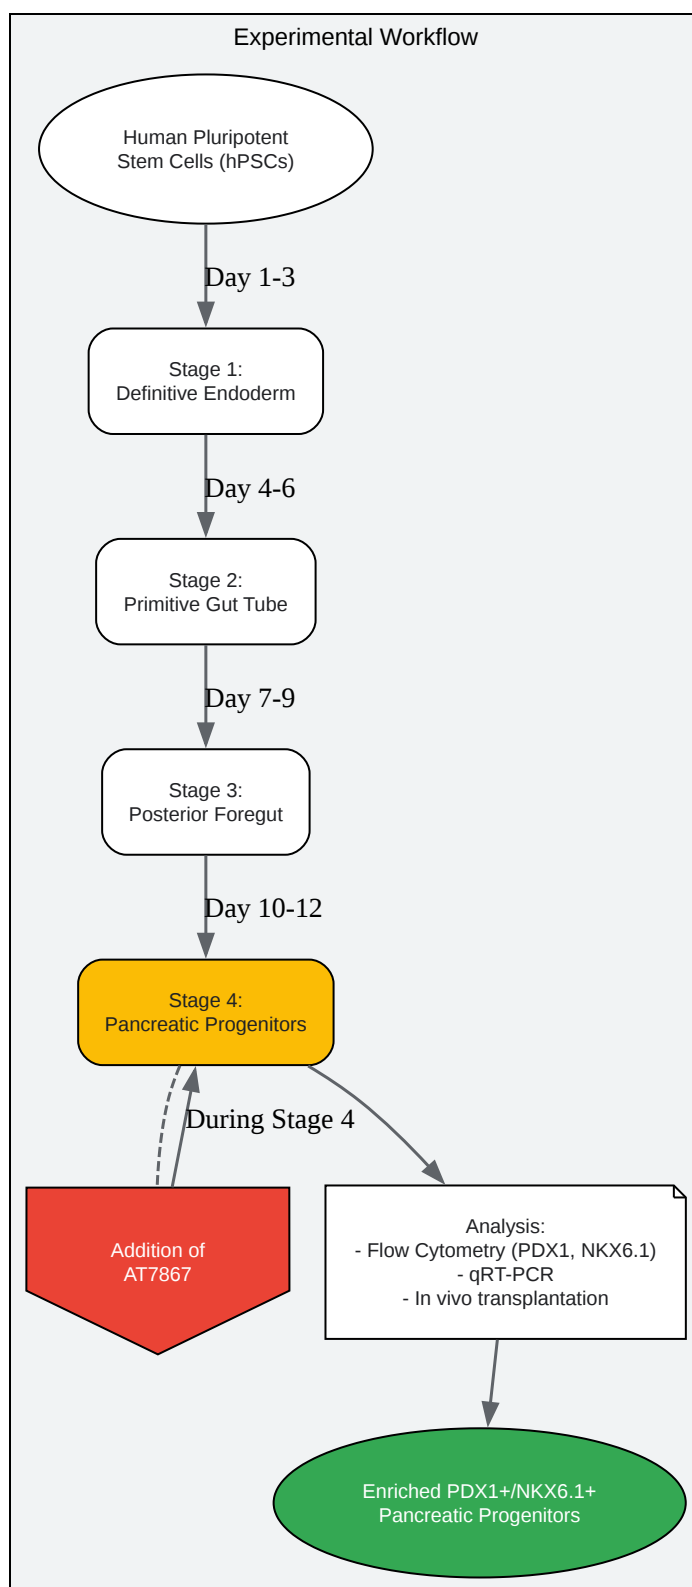 Experimental Workflow
Human Pluripotent
Stem Cells (hPSCs)
Day 1-3
Stage 1:
Definitive Endoderm
Day 4-6
Stage 2:
Primitive Gut Tube
Day 7-9
Stage 3:
Posterior Foregut
Day 10-12
Stage 4:
Pancreatic Progenitors
During Stage 4
Addition of
AT7867
Analysis:
- Flow Cytometry (PDX1, NKX6.1)
- qRT-PCR
- In vivo transplantation
Enriched PDX1+/NKX6.1+
Pancreatic Progenitors